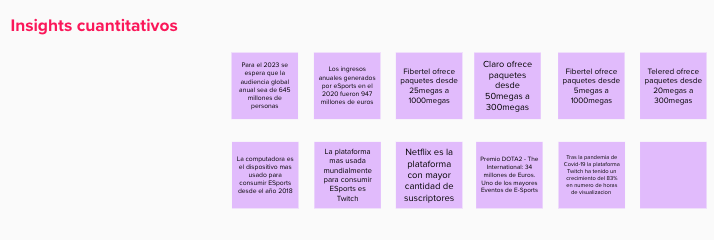 Insights cuantitativos
Para el 2023 se
espera que la
audiencia global
anual sea de 645
millones de
personas
Los ingresos
anuales generados
por eSports en el
2020 fueron 947
millones de euros
Fibertel ofrece
paquetes desde
25megas a
1000megas
Claro ofrece
paquetes
desde
50megas a
300megas
Fibertel ofrece
paquetes desde
5megas a
1000megas
Telered ofrece
paquetes desde
20megas a
300megas
La computadora es
el dispositivo mas
usado para
consumir ESports
desde el año 2018
La plataforma
mas usada
mundialmente
para consumir
ESports es
Twitch
Netflix es la
plataforma
con mayor
cantidad de
suscriptores
Premio DOTA2 - The
International: 34
millones de Euros.
Uno de los mayores
Eventos de E-Sports
Tras la pandemia de
Covid-19 la plataforma
Twitch ha tenido un
crecimiento del 83%
en numero de horas
de visualizacion